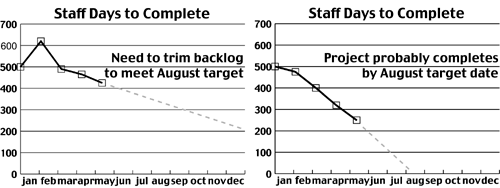 Staff Days to Complete
700
600
500
400
300
200
100
0
Need to trim backlog
to meet August target
jan feb mar apr may jun jul aug sep oct nov dec
Staff Days to Complete
700
600
500
400
300
200
100
0
Project probably completes
by August target date
jan feb mar apr may jun jul aug sep oct nov dec